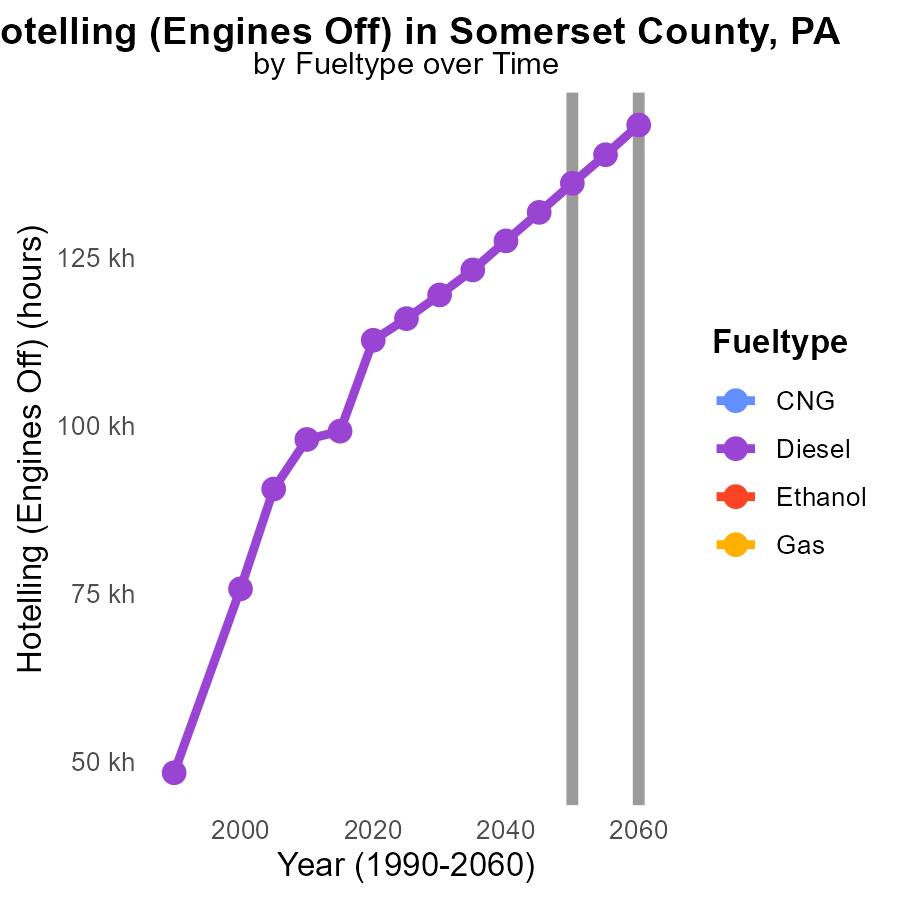 otelling (Engines Off) in Somerset County, PA
by Fueltype over Time
Hotelling (Engines Off) (hours)
125 kh
100 kh
75 kh
50 kh
2000 2020 2040 2060
Year (1990-2060)
Fueltype
CNG
Diesel
Ethanol
Gas